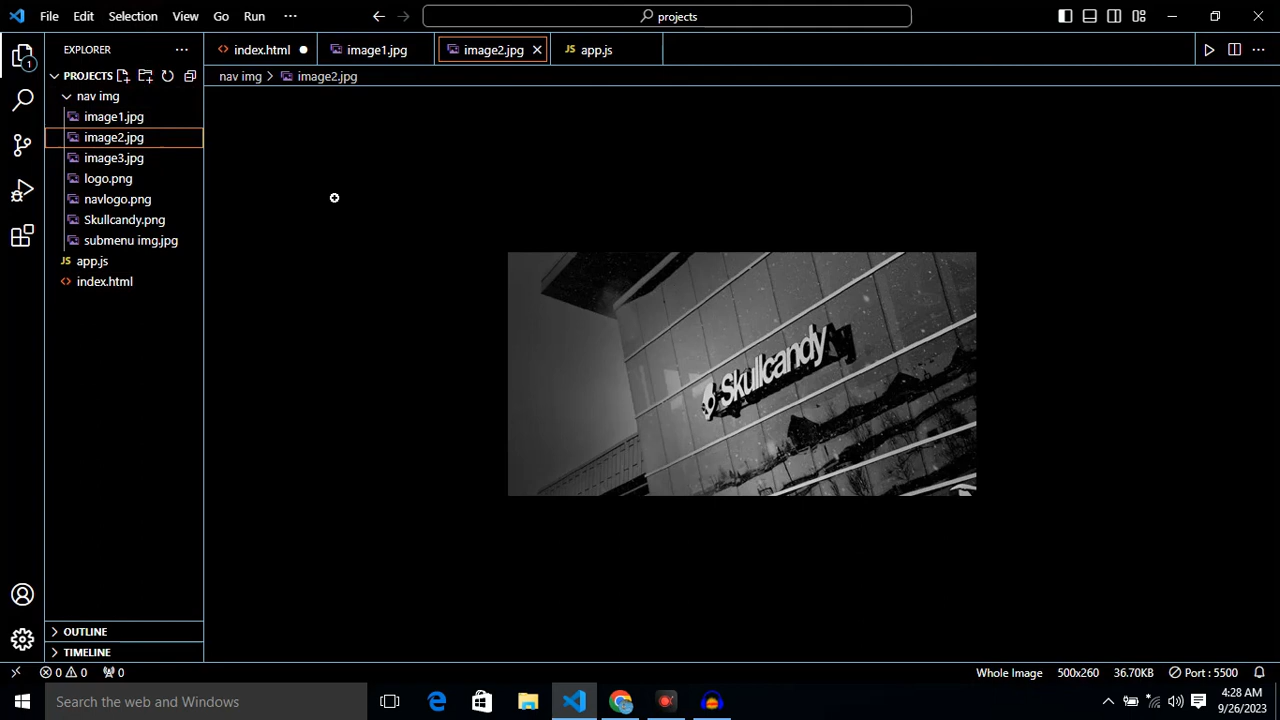 File Edit Selection View Go Run ··· projects
EXPLORER ···
index.html
image1.jpg
image2.jpg
app.js
PROJECTS
nav img > image2.jpg
1
nav img
image1.jpg
image2.jpg
image3.jpg
logo.png
navlogo.png
Skullcandy.png
submenu img.jpg
app.js
index.html
Skullcandy
OUTLINE
TIMELINE
0 0 0 Whole Image 500x260 36.70KB Port : 5500
Search the web and Windows
4:28 AM
9/26/2023